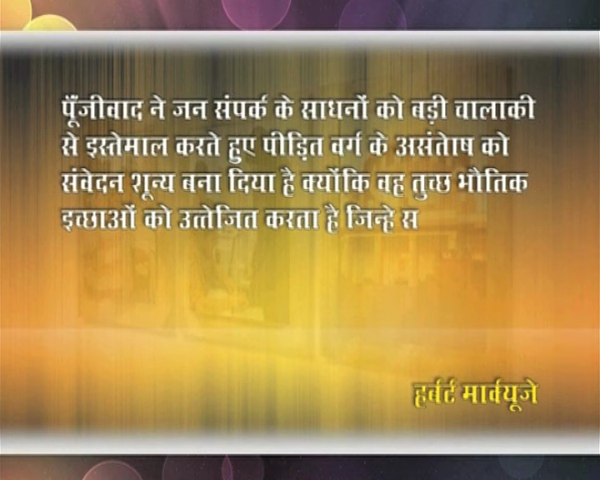 पूँजीवाद ने जन संपर्क के साधनों को बड़ी चालाकी
से इस्तेमाल करते हुए पीड़ित वर्ग के असंतोष को
संवेदन शून्य बना दिया है क्योंकि वह तुच्छ भौतिक
इच्छाओं को उत्तेजित करता है जिन्हे स
हर्बर्ट मार्क्यूजे